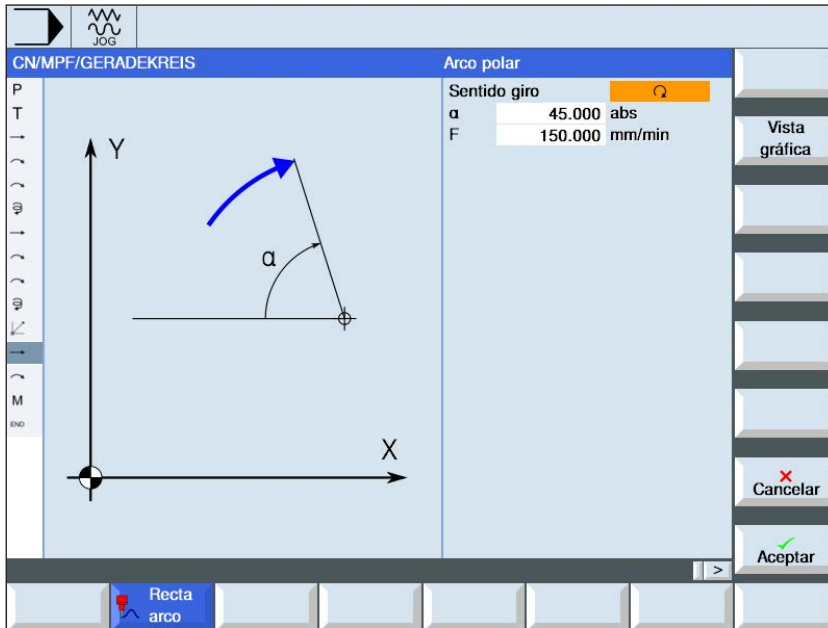 JOG
CN/MPF/GERADEKREIS
Arco polar
P
T
M
END
Y
α
X
Sentido giro
α 45.000 abs
F 150.000 mm/min
Vista
gráfica
Cancelar
Aceptar
>
Recta
arco